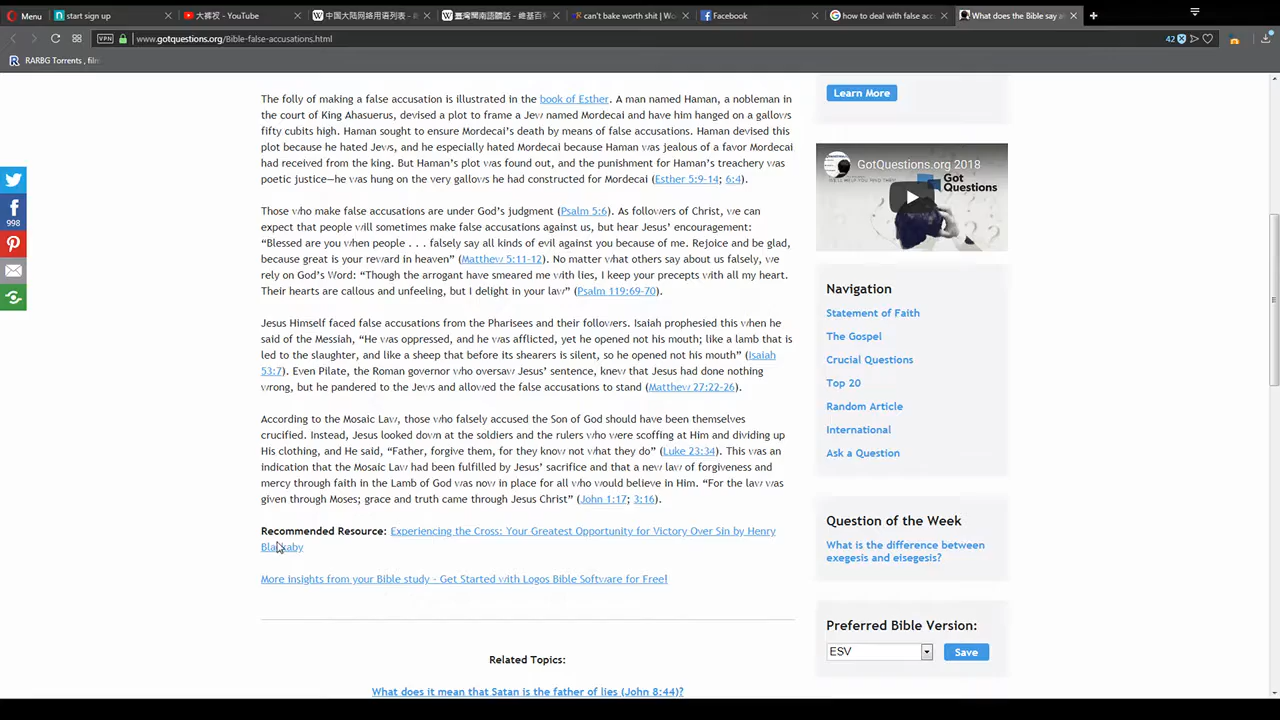 Menu
start sign up
大裤衩 - YouTube
中国大陆网络用语列表 -
臺灣閩南語髒話 - 維基百科
can't bake worth shit | Wo
Facebook
how to deal with false acc
What does the Bible say a
VPN
www.gotquestions.org/Bible-false-accusations.html
42
RARBG Torrents , film
The folly of making a false accusation is illustrated in the book of Esther. A man named Haman, a nobleman in
the court of King Ahasuerus, devised a plot to frame a Jew named Mordecai and have him hanged on a gallows
fifty cubits high. Haman sought to ensure Mordecai's death by means of false accusations. Haman devised this
plot because he hated Jews, and he especially hated Mordecai because Haman was jealous of a favor Mordecai
had received from the king. But Haman's plot was found out, and the punishment for Haman's treachery was
poetic justice—he was hung on the very gallows he had constructed for Mordecai (Esther 5:9-14; 6:4).
Those who make false accusations are under God's judgment (Psalm 5:6). As followers of Christ, we can
expect that people will sometimes make false accusations against us, but hear Jesus' encouragement:
“Blessed are you when people . . . falsely say all kinds of evil against you because of me. Rejoice and be glad,
because great is your reward in heaven” (Matthew 5:11-12). No matter what others say about us falsely, we
rely on God's Word: “Though the arrogant have smeared me with lies, I keep your precepts with all my heart.
Their hearts are callous and unfeeling, but I delight in your law” (Psalm 119:69-70).
Jesus Himself faced false accusations from the Pharisees and their followers. Isaiah prophesied this when he
said of the Messiah, “He was oppressed, and he was afflicted, yet he opened not his mouth; like a lamb that is
led to the slaughter, and like a sheep that before its shearers is silent, so he opened not his mouth” (Isaiah
53:7). Even Pilate, the Roman governor who oversaw Jesus' sentence, knew that Jesus had done nothing
wrong, but he pandered to the Jews and allowed the false accusations to stand (Matthew 27:22-26).
According to the Mosaic Law, those who falsely accused the Son of God should have been themselves
crucified. Instead, Jesus looked down at the soldiers and the rulers who were scoffing at Him and dividing up
His clothing, and He said, “Father, forgive them, for they know not what they do” (Luke 23:34). This was an
indication that the Mosaic Law had been fulfilled by Jesus' sacrifice and that a new law of forgiveness and
mercy through faith in the Lamb of God was now in place for all who would believe in Him. “For the law was
given through Moses; grace and truth came through Jesus Christ” (John 1:17; 3:16).
Recommended Resource: Experiencing the Cross: Your Greatest Opportunity for Victory Over Sin by Henry
Blackaby
More insights from your Bible study - Get Started with Logos Bible Software for Free!
Related Topics:
What does it mean that Satan is the father of lies (John 8:44)?
998
Learn More
GotQuestions.org 2018
Got
Questions
Navigation
Statement of Faith
The Gospel
Crucial Questions
Top 20
Random Article
International
Ask a Question
Question of the Week
What is the difference between
exegesis and eisegesis?
Preferred Bible Version:
ESV
Save